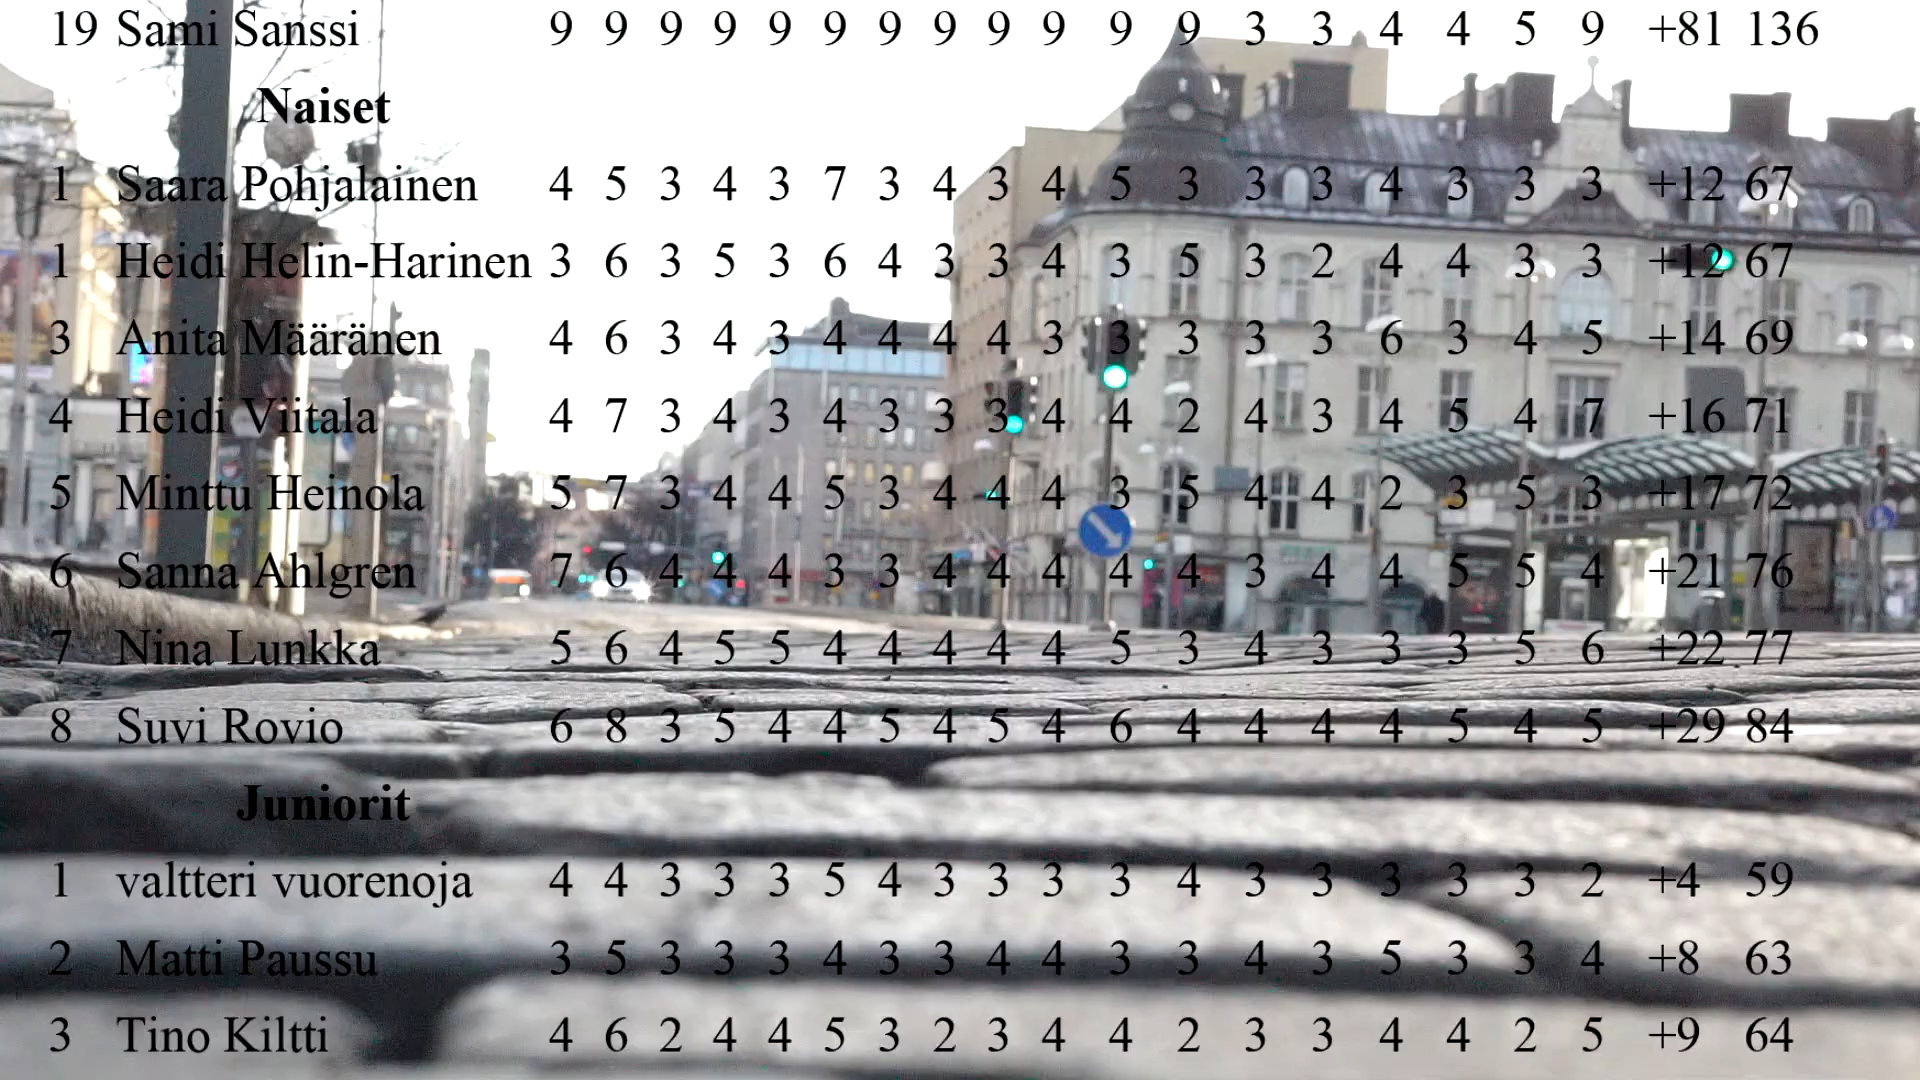 19 Sami Sanssi 9 9 9 9 9 9 9 9 9 9 9 9 3 3 4 4 5 9 +81 136
Naiset
1 Saara Pohjalainen 4 5 3 4 3 7 3 4 3 4 5 3 3 3 4 3 3 3 +12 67
1 Heidi Helin-Harinen 3 6 3 5 3 6 4 3 3 4 3 5 3 2 4 4 3 3 +12 67
3 Anita Määränen 4 6 3 4 3 4 4 4 4 3 3 3 3 3 6 3 4 5 +14 69
4 Heidi Viitala 4 7 3 4 3 4 3 3 3 4 4 2 4 3 4 5 4 7 +16 71
5 Minttu Heinola 5 7 3 4 4 5 3 4 4 4 3 5 4 4 2 3 5 3 +17 72
6 Sanna Ahlgren 7 6 4 4 4 3 3 4 4 4 4 4 3 4 4 5 5 4 +21 76
7 Nina Lunkka 5 6 4 5 5 4 4 4 4 4 5 3 4 3 3 3 5 6 +22 77
8 Suvi Rovio 6 8 3 5 4 4 5 4 5 4 6 4 4 4 4 5 4 5 +29 84
Juniorit
1 valtteri vuorenoja 4 4 3 3 3 5 4 3 3 3 3 4 3 3 3 3 3 2 +4 59
2 Matti Paussu 3 5 3 3 3 4 3 3 4 4 3 3 4 3 5 3 3 4 +8 63
3 Tino Kiltti 4 6 2 4 4 5 3 2 3 4 4 2 3 3 4 4 2 5 +9 64